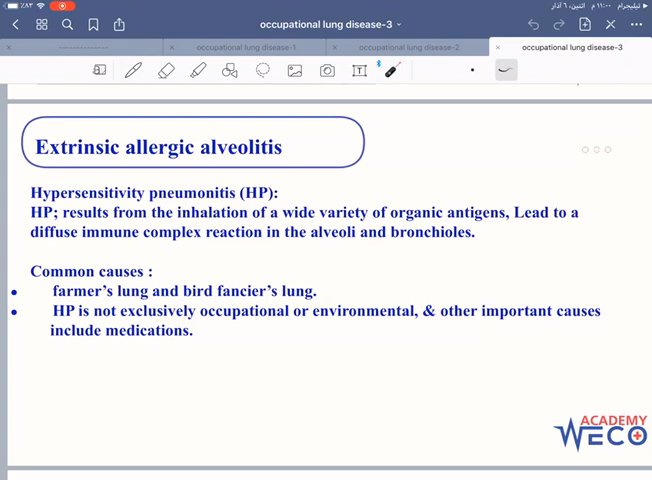 ٪٨٣
١١:٠٠ م اثنين، ٦ آذار
تيليجرام
occupational lung disease-3
occupational lung disease-1
occupational lung disease-2
occupational lung disease-3
T
Extrinsic allergic alveolitis
Hypersensitivity pneumonitis (HP):
HP; results from the inhalation of a wide variety of organic antigens, Lead to a
diffuse immune complex reaction in the alveoli and bronchioles.
Common causes :
• farmer’s lung and bird fancier’s lung.
• HP is not exclusively occupational or environmental, & other important causes
include medications.
ACADEMY
WECO